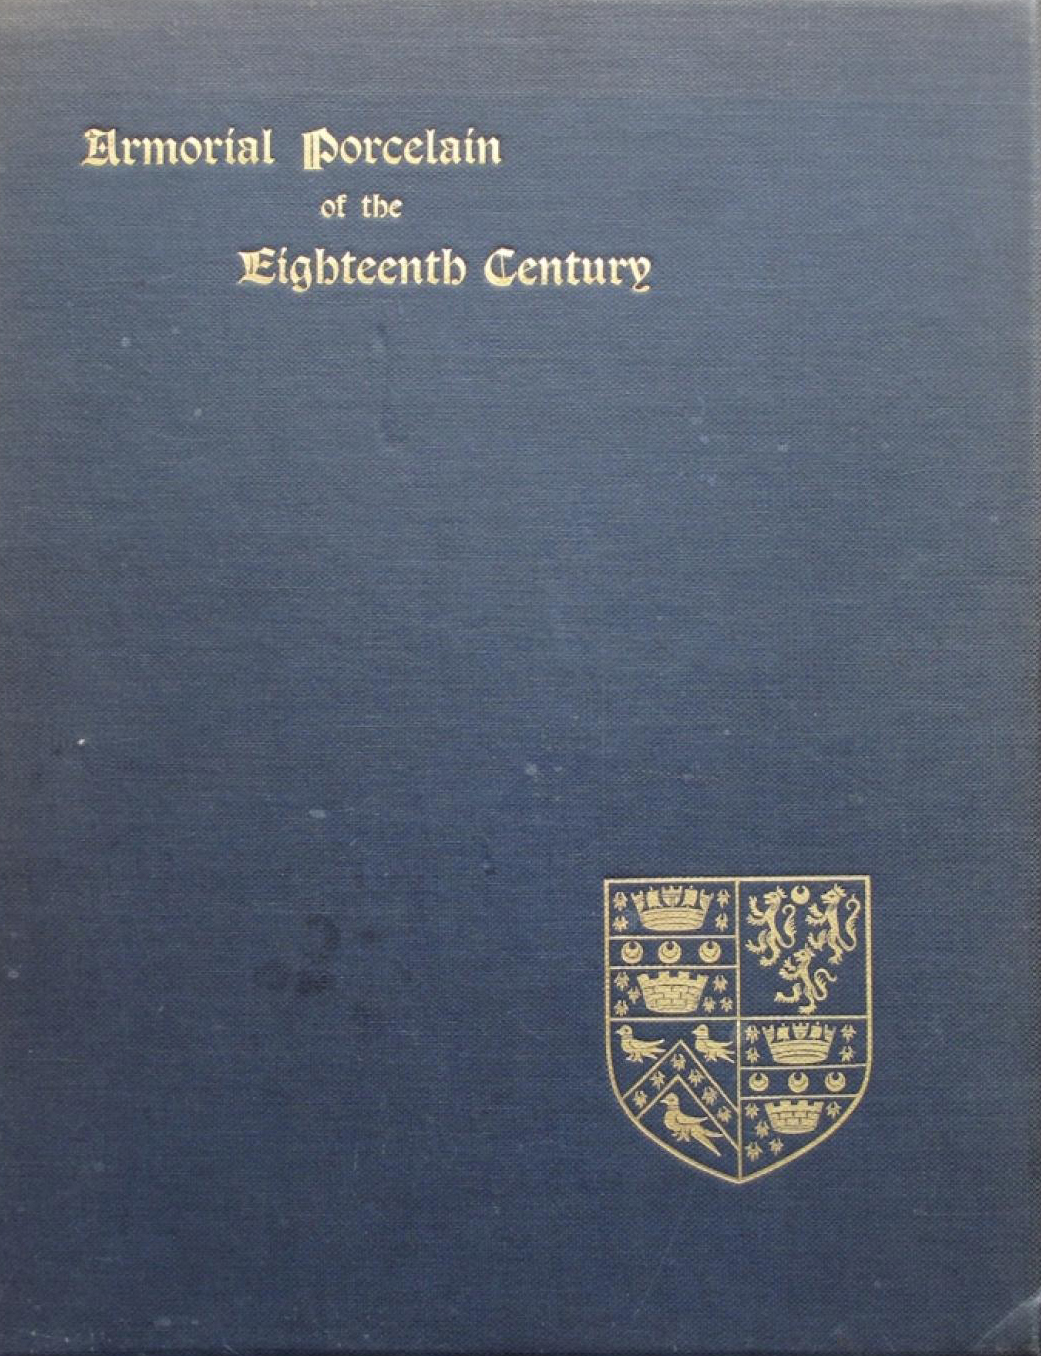 Armorial Porcelain
of the
Eighteenth Century